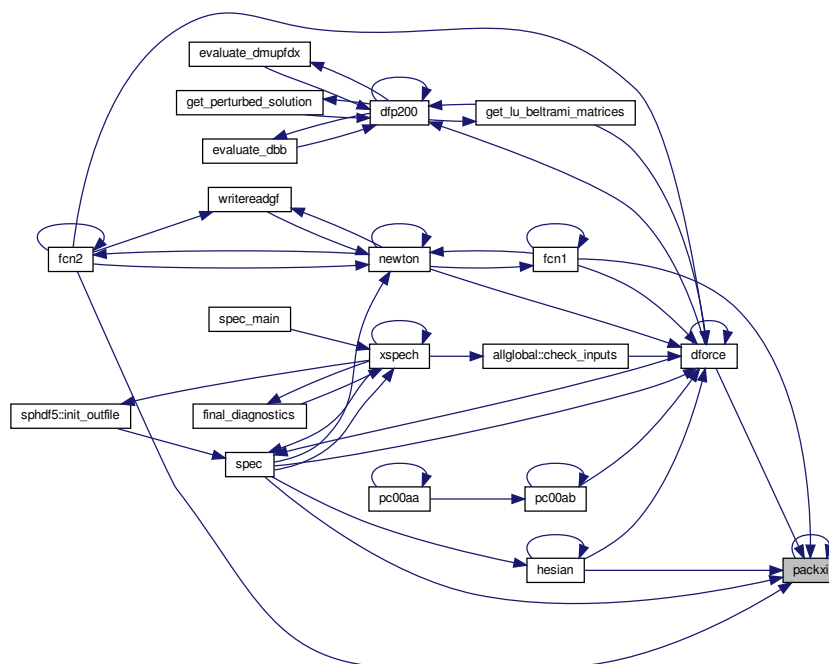 evaluate_dmupfdx
get_perturbed_solution
dfp200
get_lu_beltrami_matrices
evaluate_dbb
writereadgf
fcn2
newton
fcn1
spec_main
xspech
allglobal::check_inputs
dforce
sphdf5::init_outfile
final_diagnostics
spec
pc00aa
pc00ab
hesian
packxi